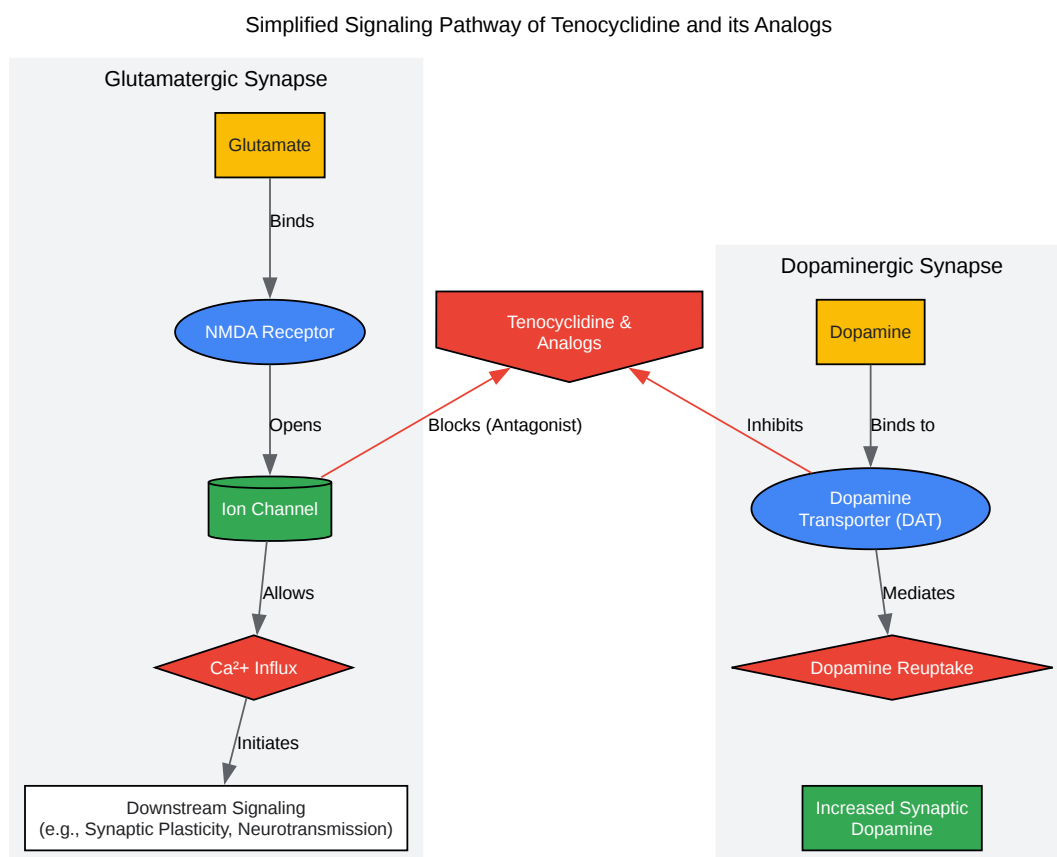 Simplified Signaling Pathway of Tenocyclidine and its Analogs
Glutamatergic Synapse
Glutamate
Binds
NMDA Receptor
Opens
Ion Channel
Allows
Ca²+ Influx
Initiates
Downstream Signaling
(e.g., Synaptic Plasticity, Neurotransmission)
Tenocyclidine &
Analogs
Blocks (Antagonist)
Inhibits
Dopaminergic Synapse
Dopamine
Binds to
Dopamine
Transporter (DAT)
Mediates
Dopamine Reuptake
Increased Synaptic
Dopamine